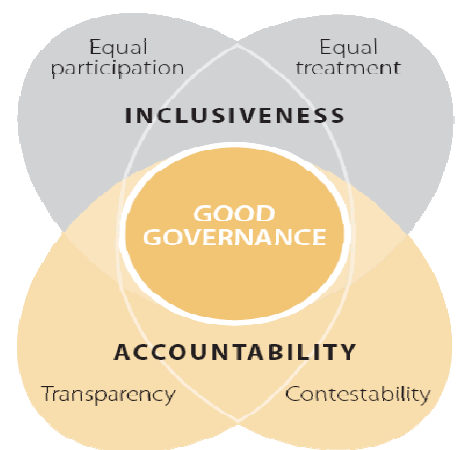 Equal participation
Equal treatment
INCLUSIVENESS
GOOD
GOVERNANCE
ACCOUNTABILITY
Transparency
Contestability